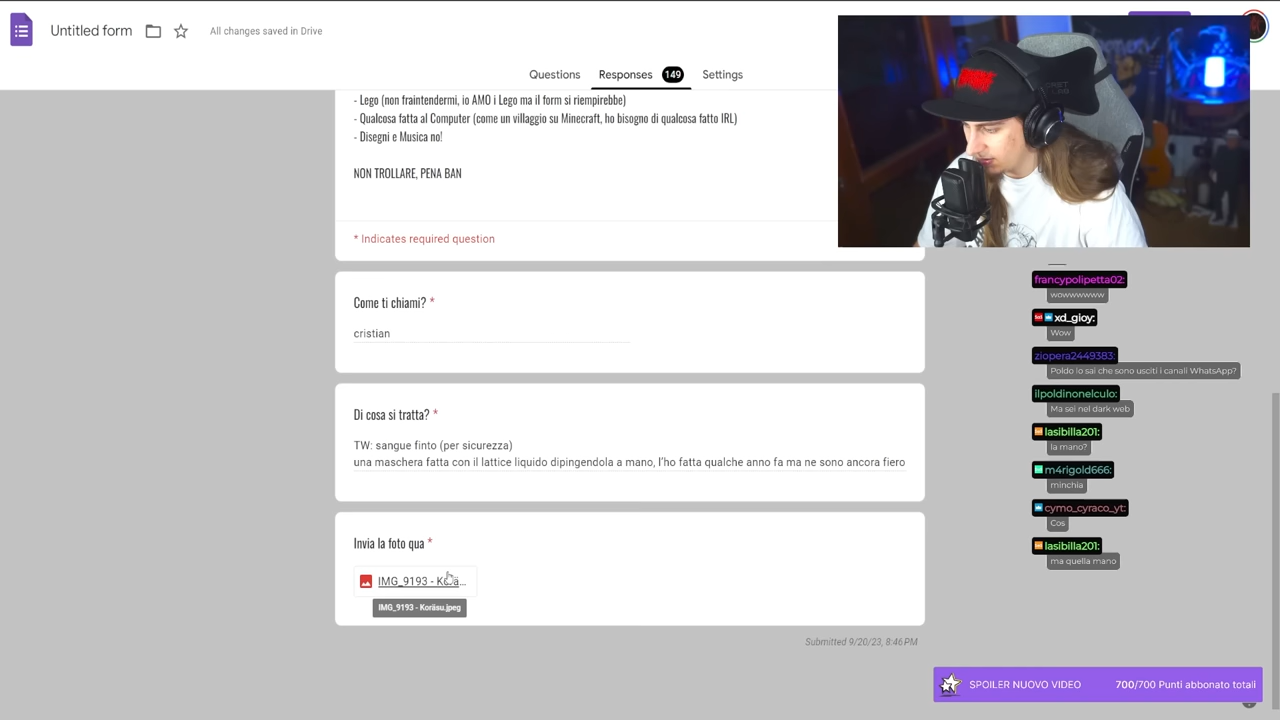 Untitled form
All changes saved in Drive
Questions
Responses 149
Settings
- Lego (non fraintendermi, io AMO i Lego ma il form si riempirebbe)
- Qualcosa fatta al Computer (come un villaggio su Minecraft, ho bisogno di qualcosa fatto IRL)
- Disegni e Musica no!
NON TROLLARE, PENA BAN
* Indicates required question
Come ti chiami? *
cristian
Di cosa si tratta? *
TW: sangue finto (per sicurezza)
una maschera fatta con il lattice liquido dipingendola a mano, l'ho fatta qualche anno fa ma ne sono ancora fiero
Invia la foto qua *
IMG_9193 - Korä...
IMG_9193 - Koräsu.jpeg
Submitted 9/20/23, 8:46 PM
francypolipetta02:
wowwwwww
xd_gioy:
Wow
ziopera2449383:
Poldo lo sai che sono usciti i canali WhatsApp?
ilpoldinonelculo:
Ma sei nel dark web
lasibilla201:
la mano?
m4rigold666:
minchia
cymo_cyraco_yt:
Cos
lasibilla201:
ma quella mano
SPOILER NUOVO VIDEO 700/700 Punti abbonato totali